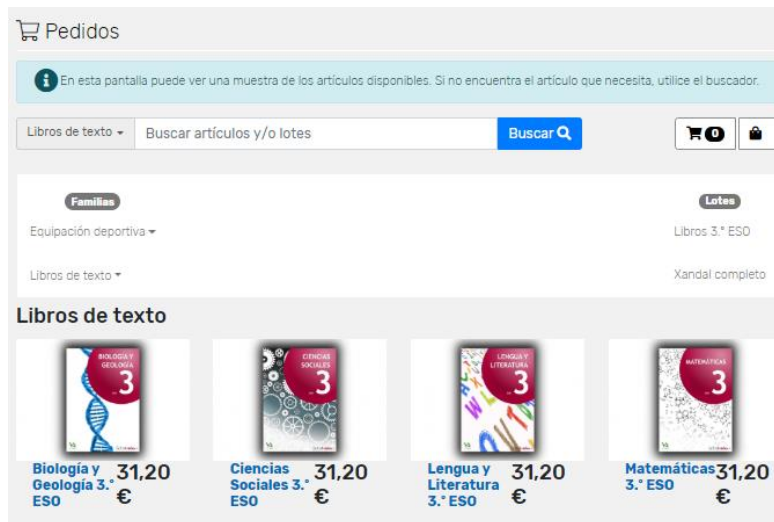 Pedidos
En esta pantalla puede ver una muestra de los artículos disponibles. Si no encuentra el artículo que necesita, utilice el buscador.
Libros de texto
Buscar artículos y/o lotes
Buscar
0
Familias
Lotes
Equipación deportiva
Libros 3.º ESO
Libros de texto
Xandal completo
Libros de texto
BIOLOGÍA Y
GEOLOGÍA
3
CIENCIAS
SOCIALES
3
LENGUA Y
LITERATURA
3
MATEMÁTICAS
3
Biología y
Geología 3.º
ESO
31,20
€
Ciencias
Sociales 3.º
ESO
31,20
€
Lengua y
Literatura
3.º ESO
31,20
€
Matemáticas
3.º ESO
31,20
€